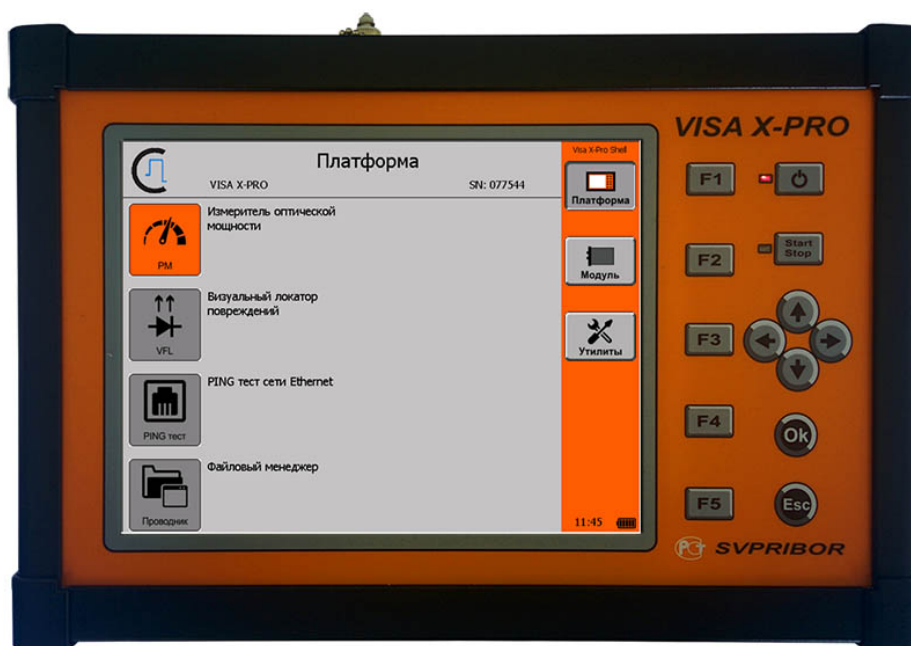 VISA X-PRO
Платформа
VISA X-PRO
SN: 077544
Visa X-Pro Shell
Платформа
Измеритель оптической
мощности
PM
Модуль
Визуальный локатор
повреждений
VFL
Утилиты
PING тест сети Ethernet
PING тест
Файловый менеджер
Проводник
11:45
F1
F2
Start
Stop
F3
F4
Ok
F5
Esc
РСТ
SVPRIBOR